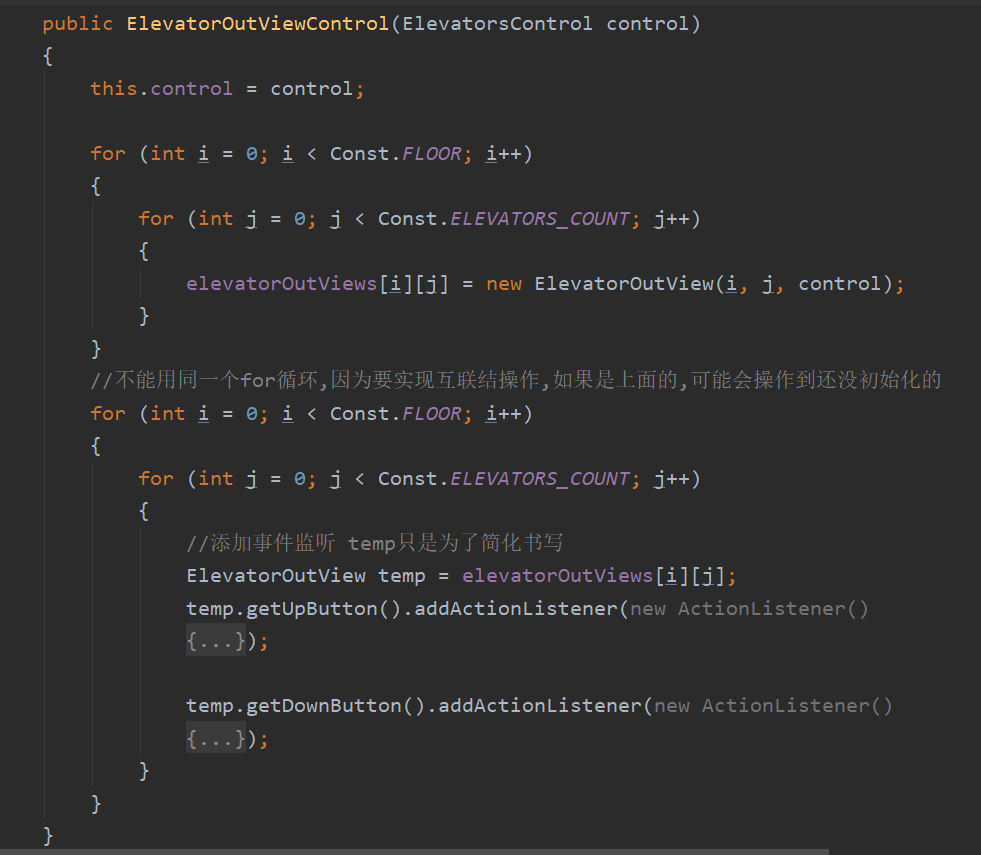 public ElevatorOutViewControl(ElevatorsControl control)
{
this.control = control;
for (int i = 0; i < Const.FLOOR; i++)
{
for (int j = 0; j < Const.ELEVATORS_COUNT; j++)
{
elevatorOutViews[i][j] = new ElevatorOutView(i, j, control);
}
}
//不能用同一个for循环,因为要实现互联结操作,如果是上面的,可能会操作到还没初始化的
for (int i = 0; i < Const.FLOOR; i++)
{
for (int j = 0; j < Const.ELEVATORS_COUNT; j++)
{
//添加事件监听 temp只是为了简化书写
ElevatorOutView temp = elevatorOutViews[i][j];
temp.getUpButton().addActionListener(new ActionListener()
{...});
temp.getDownButton().addActionListener(new ActionListener()
{...});
}
}
}